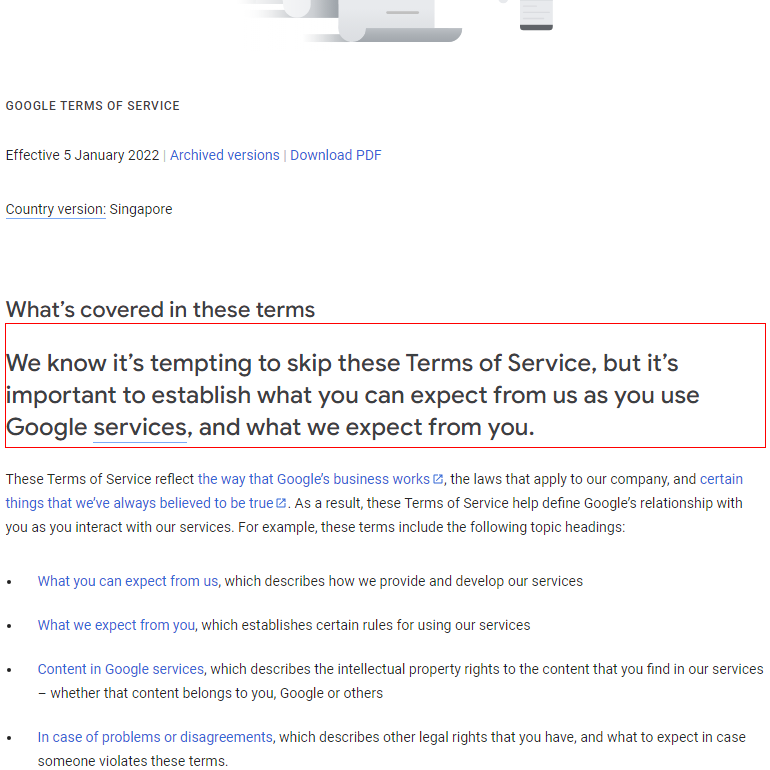 GOOGLE TERMS OF SERVICE
Effective 5 January 2022 | Archived versions | Download PDF
Country version: Singapore
What's covered in these terms
We know it's tempting to skip these Terms of Service, but it's
important to establish what you can expect from us as you use
Google services, and what we expect from you.
These Terms of Service reflect the way that Google's business works, the laws that apply to our company, and certain
things that we've always believed to be true. As a result, these Terms of Service help define Google's relationship with
you as you interact with our services. For example, these terms include the following topic headings:
• What you can expect from us, which describes how we provide and develop our services
• What we expect from you, which establishes certain rules for using our services
• Content in Google services, which describes the intellectual property rights to the content that you find in our services
– whether that content belongs to you, Google or others
• In case of problems or disagreements, which describes other legal rights that you have, and what to expect in case
someone violates these terms.